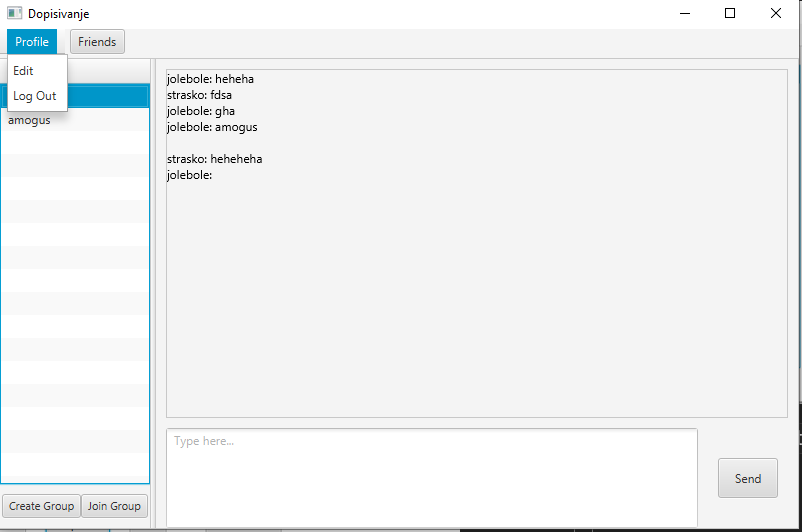 Dopisivanje
Profile
Friends
Edit
Log Out
amogus
jolebole: heheha
strasko: fdsa
jolebole: gha
jolebole: amogus
strasko: heheheha
jolebole:
Type here...
Send
Create Group
Join Group